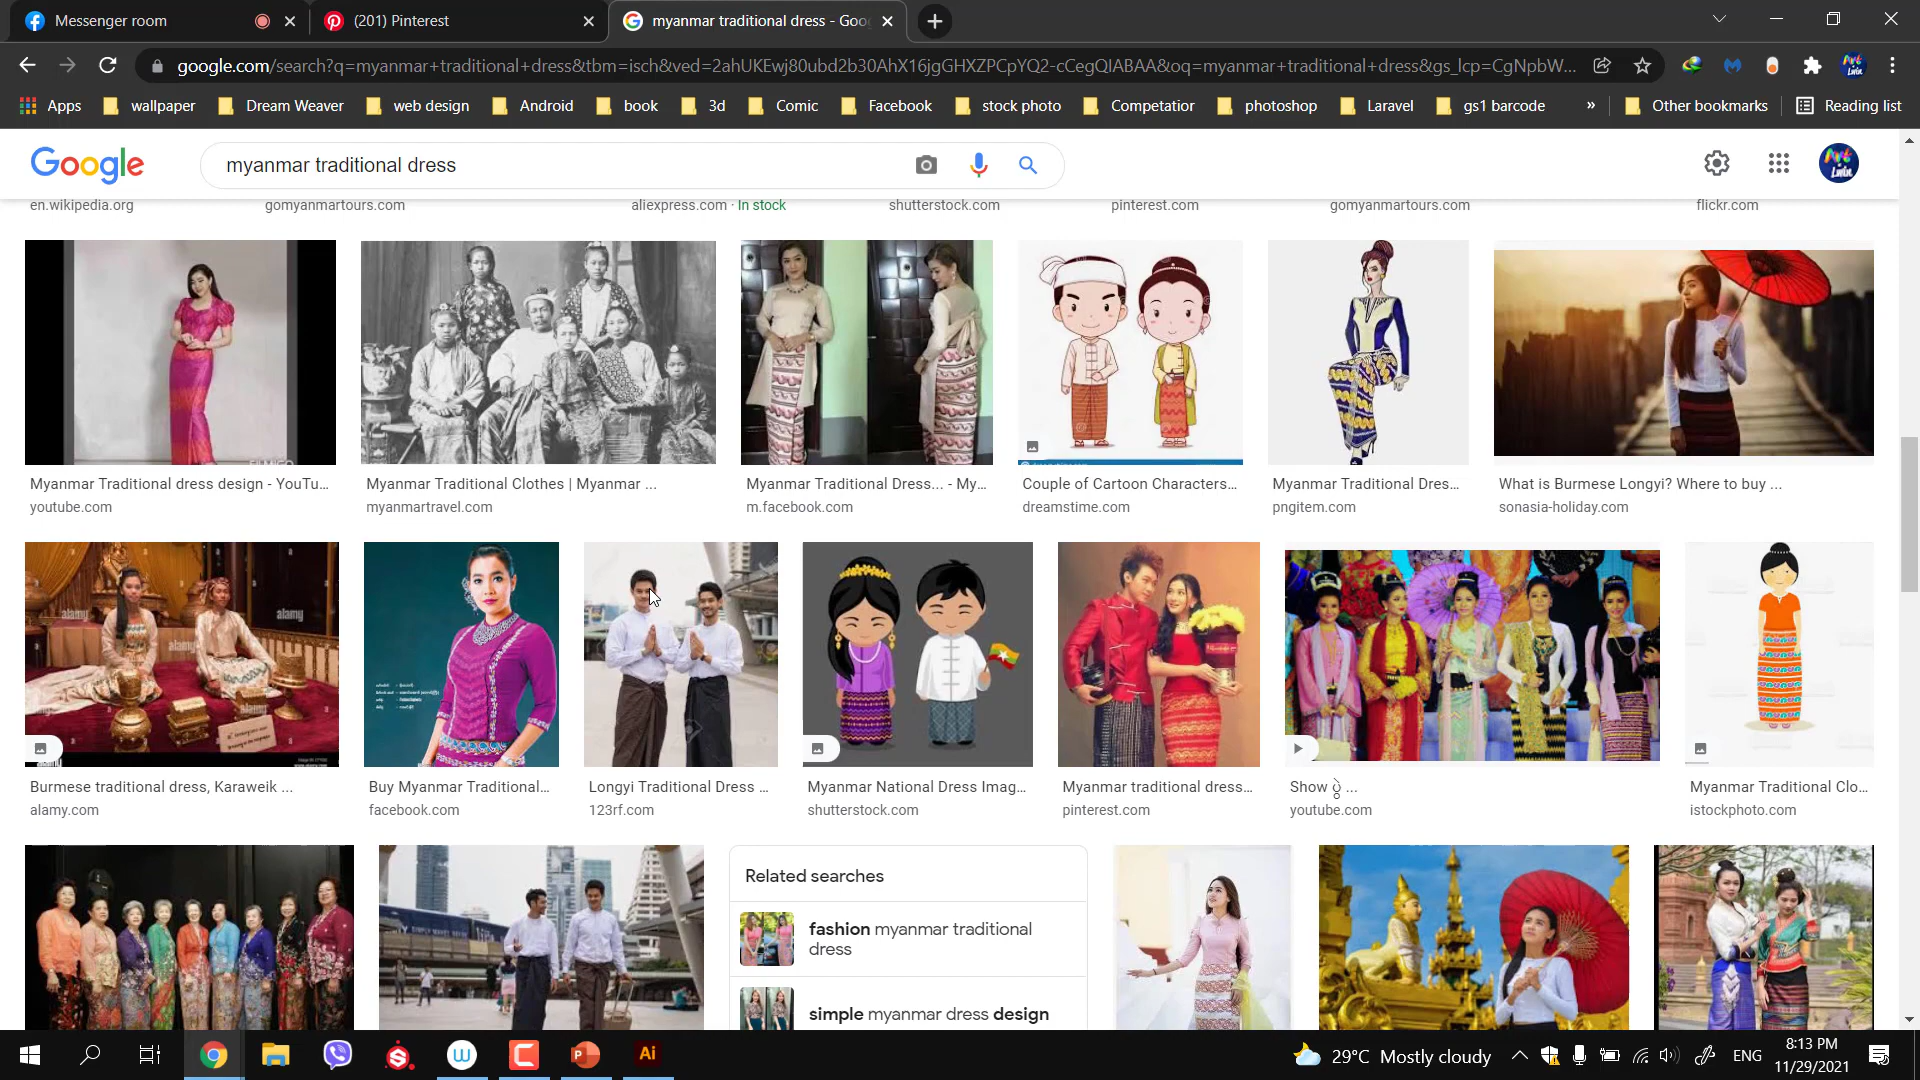 Messenger room
(201) Pinterest
myanmar traditional dress - Goo
google.com/search?q=myanmar+traditional+dress&tbm=isch&ved=2ahUKEwj80ubd2b30AhX16jgGHXZPCpYQ2-cCegQIABAA&oq=myanmar+traditional+dress&gs_lcp=CgNpbW...
Apps wallpaper Dream Weaver web design Android book 3d Comic Facebook stock photo Competatior photoshop Laravel gs1 barcode » Other bookmarks Reading list
Google
myanmar traditional dress
en.wikipedia.org gomyanmartours.com aliexpress.com · In stock shutterstock.com pinterest.com gomyanmartours.com flickr.com
Myanmar Traditional dress design - YouTu... Myanmar Traditional Clothes | Myanmar ... Myanmar Traditional Dress... - My... Couple of Cartoon Characters... Myanmar Traditional Dres... What is Burmese Longyi? Where to buy ...
youtube.com myanmartravel.com m.facebook.com dreamstime.com pngitem.com sonasia-holiday.com
alamy alamy alamy
Burmese traditional dress, Karaweik ... Buy Myanmar Traditional... Longyi Traditional Dress ... Myanmar National Dress Imag... Myanmar traditional dress... Show ပွဲ ... Myanmar Traditional Clo...
alamy.com facebook.com 123rf.com shutterstock.com pinterest.com youtube.com istockphoto.com
Related searches
fashion myanmar traditional
dress
simple myanmar dress design
Ai
29°C Mostly cloudy
ENG
8:13 PM
11/29/2021